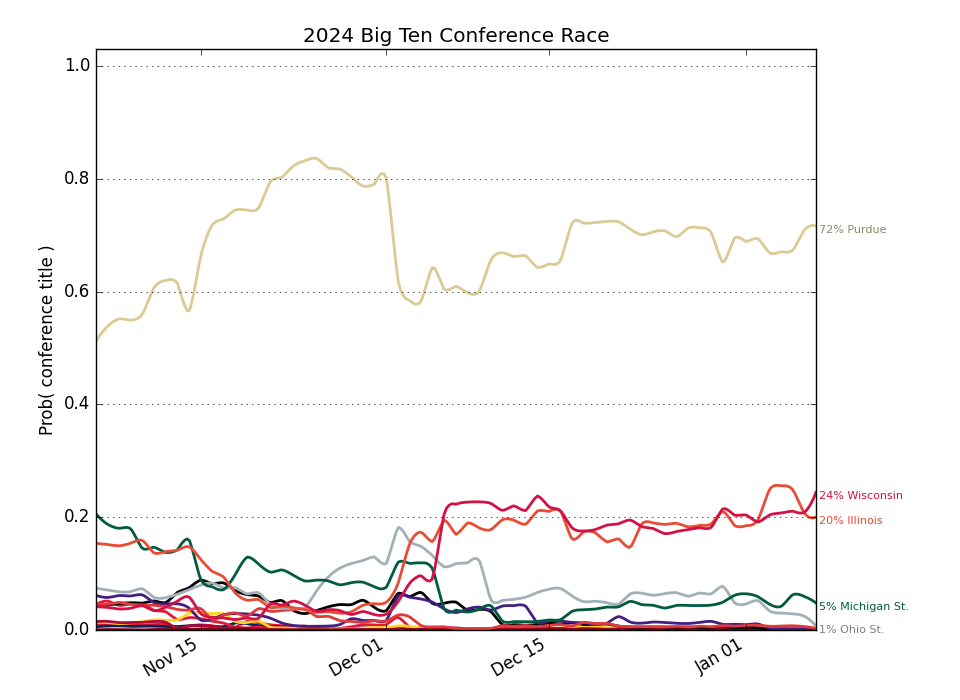 2024 Big Ten Conference Race
Prob( conference title )
1.0
0.8
0.6
0.4
0.2
0.0
72% Purdue
24% Wisconsin
20% Illinois
5% Michigan St.
1% Ohio St.
Nov 15
Dec 01
Dec 15
Jan 01